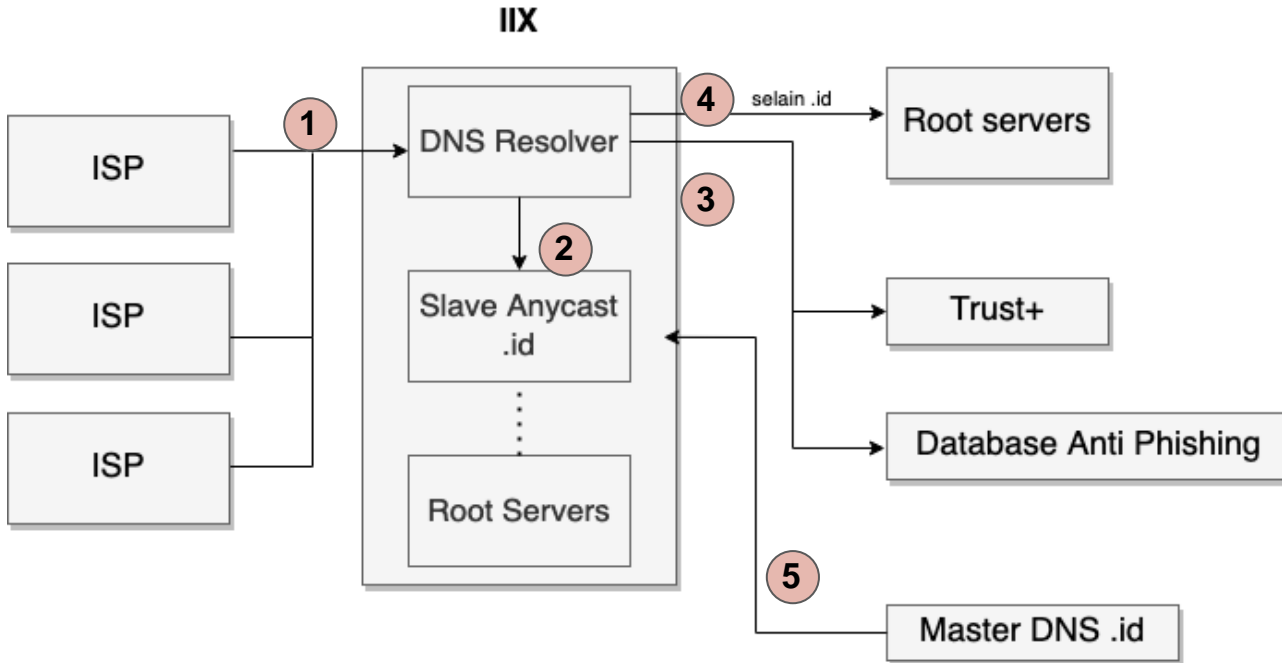 IIX
ISP
ISP
ISP
1
DNS Resolver
2
Slave Anycast
.id
Root Servers
4
selain .id
3
Root servers
Trust+
Database Anti Phishing
5
Master DNS .id